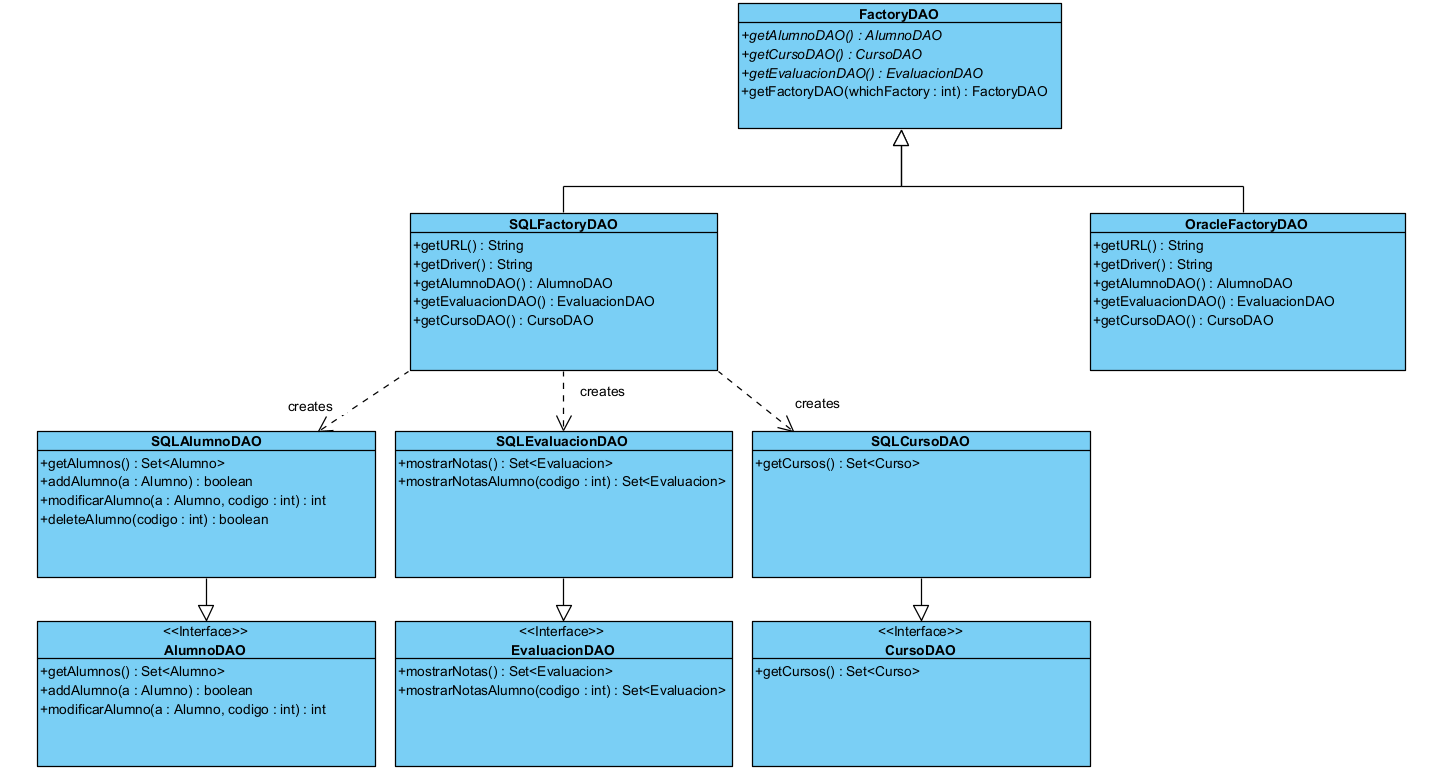 FactoryDAO
+getAlumnoDAO() : AlumnoDAO
+getCursoDAO() : CursoDAO
+getEvaluacionDAO() : EvaluacionDAO
+getFactoryDAO(whichFactory : int) : FactoryDAO
SQLFactoryDAO
+getURL() : String
+getDriver() : String
+getAlumnoDAO() : AlumnoDAO
+getEvaluacionDAO() : EvaluacionDAO
+getCursoDAO() : CursoDAO
OracleFactoryDAO
+getURL() : String
+getDriver() : String
+getAlumnoDAO() : AlumnoDAO
+getEvaluacionDAO() : EvaluacionDAO
+getCursoDAO() : CursoDAO
creates
creates
creates
SQLAlumnoDAO
+getAlumnos() : Set<Alumno>
+addAlumno(a : Alumno) : boolean
+modificarAlumno(a : Alumno, codigo : int) : int
+deleteAlumno(codigo : int) : boolean
SQLEvaluacionDAO
+mostrarNotas() : Set<Evaluacion>
+mostrarNotasAlumno(codigo : int) : Set<Evaluacion>
SQLCursoDAO
+getCursos() : Set<Curso>
<<Interface>>
AlumnoDAO
+getAlumnos() : Set<Alumno>
+addAlumno(a : Alumno) : boolean
+modificarAlumno(a : Alumno, codigo : int) : int
<<Interface>>
EvaluacionDAO
+mostrarNotas() : Set<Evaluacion>
+mostrarNotasAlumno(codigo : int) : Set<Evaluacion>
<<Interface>>
CursoDAO
+getCursos() : Set<Curso>